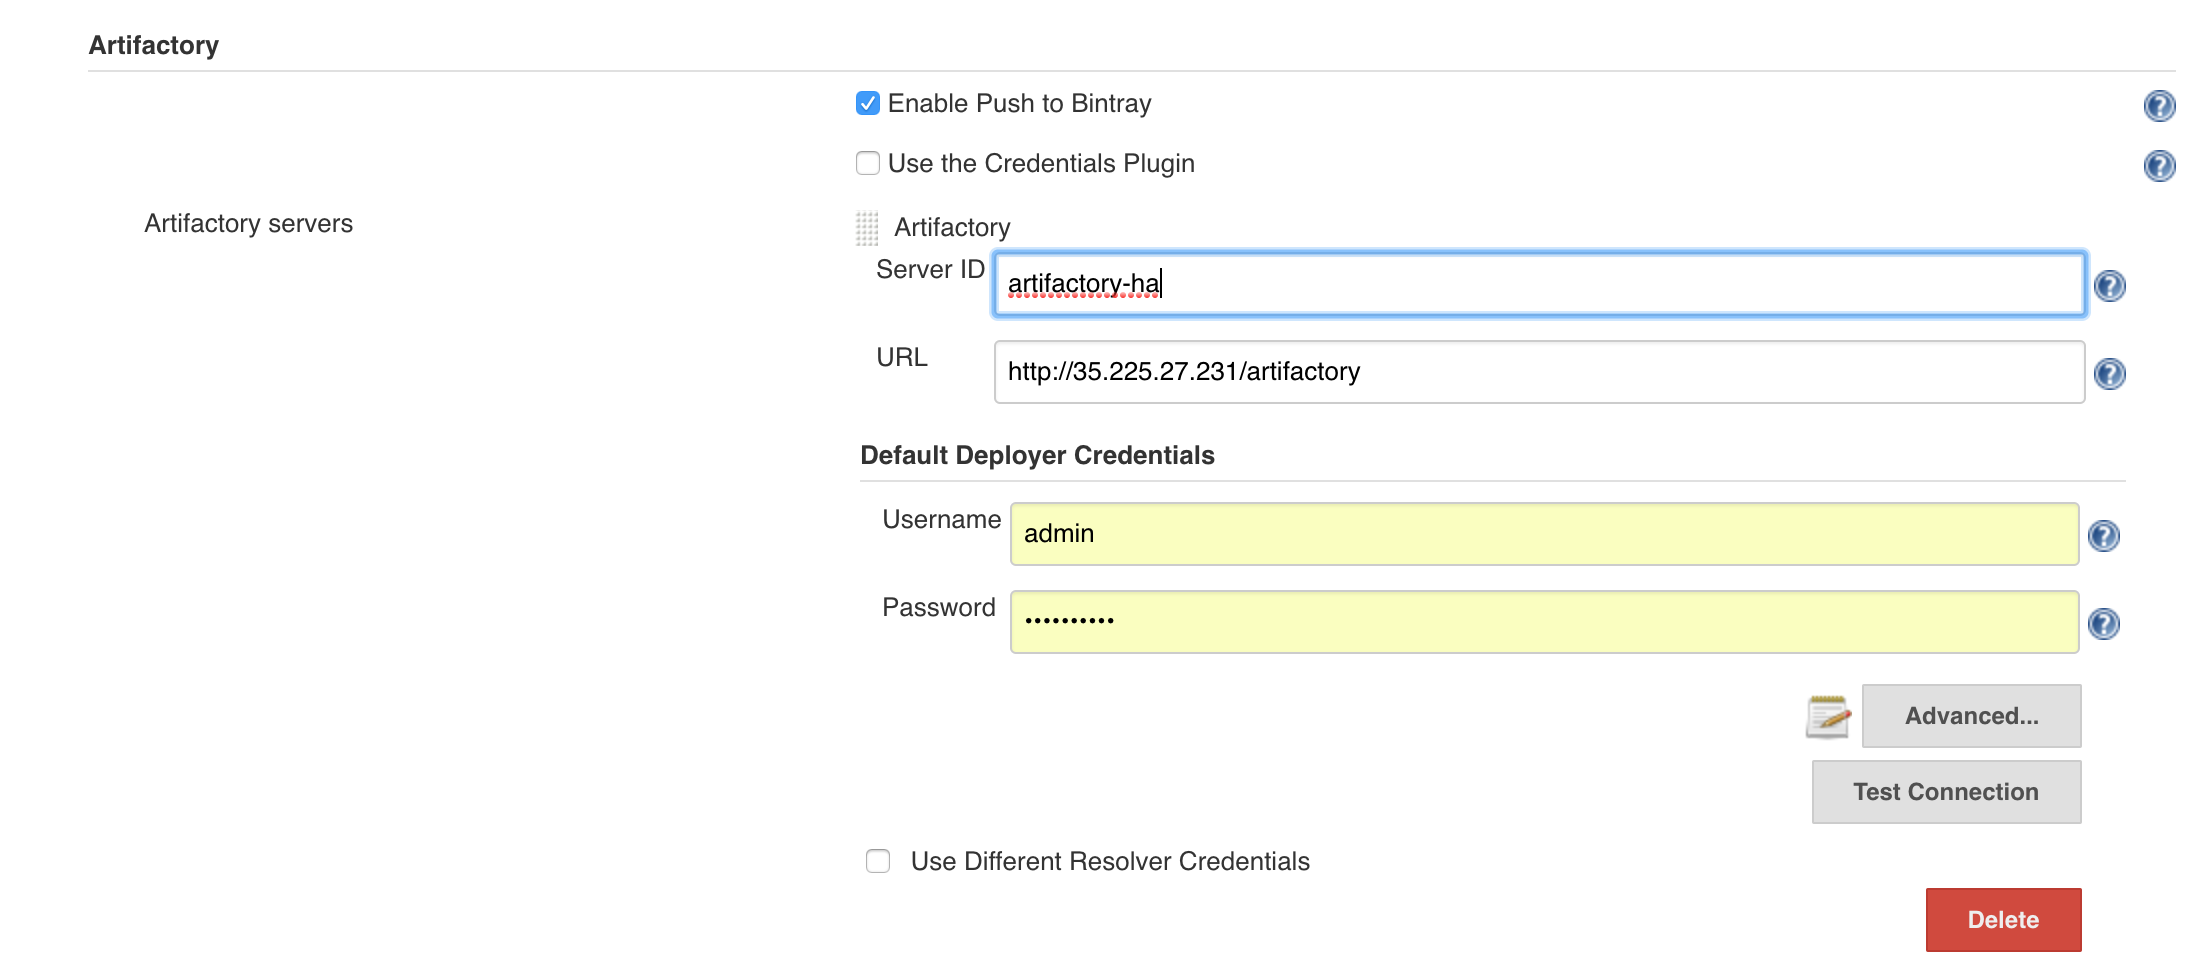 Artifactory
Enable Push to Bintray
Use the Credentials Plugin
Artifactory servers
Artifactory
Server ID
artifactory-ha
URL
http://35.225.27.231/artifactory
Default Deployer Credentials
Username
admin
Password
••••••••••
Advanced...
Test Connection
Use Different Resolver Credentials
Delete